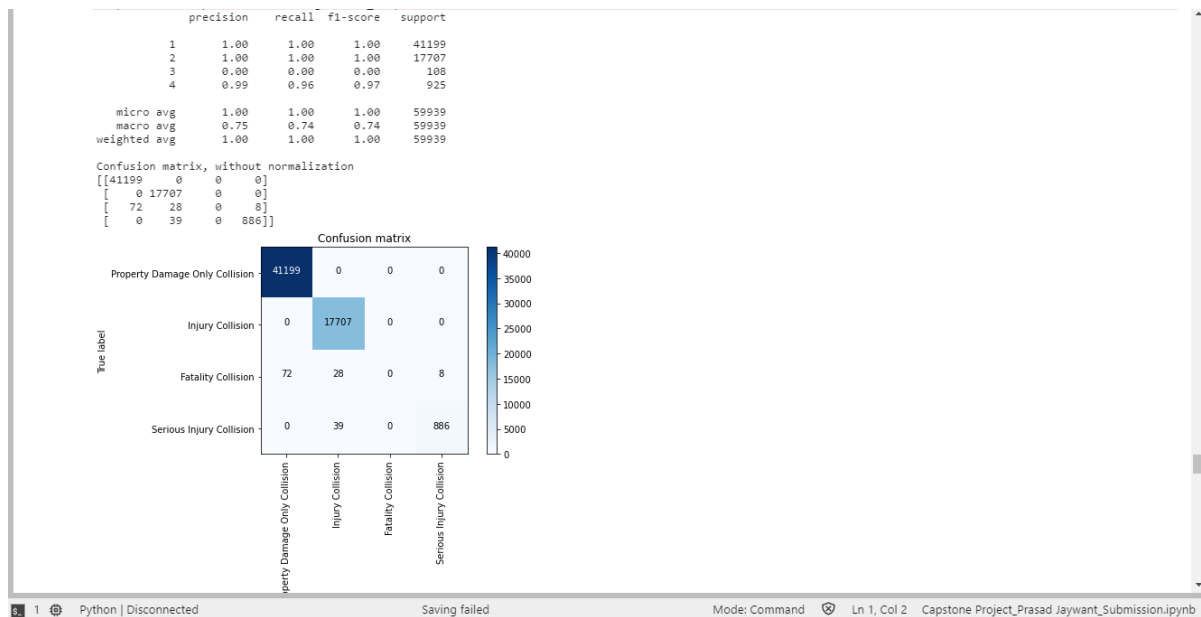 precision recall f1-score support
1 1.00 1.00 1.00 41199
2 1.00 1.00 1.00 17707
3 0.00 0.00 0.00 108
4 0.99 0.96 0.97 925
micro avg 1.00 1.00 1.00 59939
macro avg 0.75 0.74 0.74 59939
weighted avg 1.00 1.00 1.00 59939
Confusion matrix, without normalization
[[41199 0 0 0]
[ 0 17707 0 0]
[ 72 28 0 8]
[ 0 39 0 886]]
Confusion matrix
True label
Property Damage Only Collision 41199 0 0 0
Injury Collision 0 17707 0 0
Fatality Collision 72 28 0 8
Serious Injury Collision 0 39 0 886
40000
35000
30000
25000
20000
15000
10000
5000
0
perty Damage Only Collision
Injury Collision
Fatality Collision
Serious Injury Collision
$_ 1 Python | Disconnected Saving failed Mode: Command Ln 1, Col 2 Capstone Project_Prasad Jaywant_Submission.ipynb